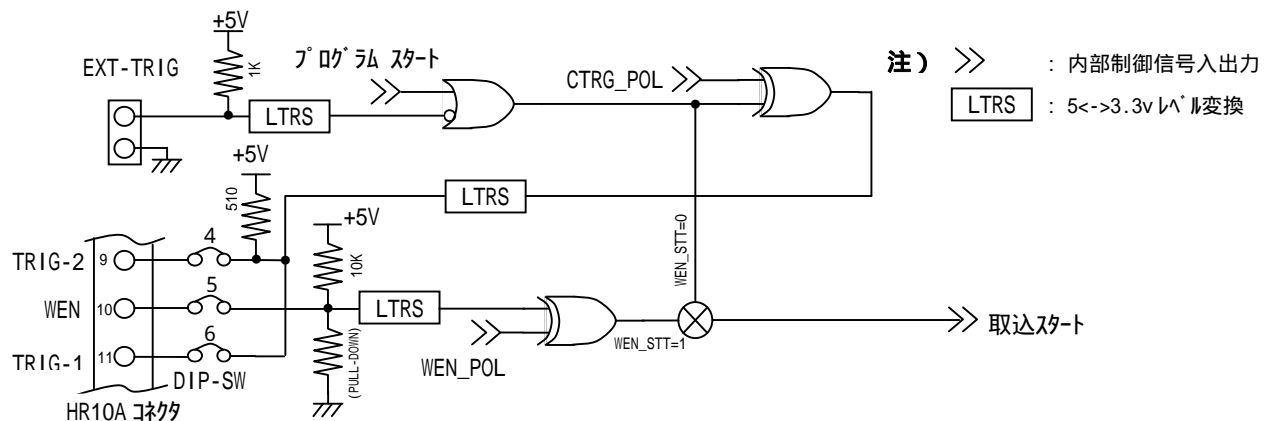 +5V
EXT-TRIG
1K
ﾌﾟﾛｸﾞﾗﾑ ｽﾀｰﾄ
CTRG_POL
注) : 内部制御信号入出力
LTRS
LTRS : 5<->3.3v ﾚﾍﾞﾙ変換
+5V
510
LTRS
+5V
10K
WEN_STT=0
TRIG-2 9 4
WEN 10 5
LTRS
TRIG-1 11 6
(PULL-DOWN)
WEN_POL
WEN_STT=1
取込ｽﾀｰﾄ
DIP-SW
HR10A ｺﾈｸﾀ